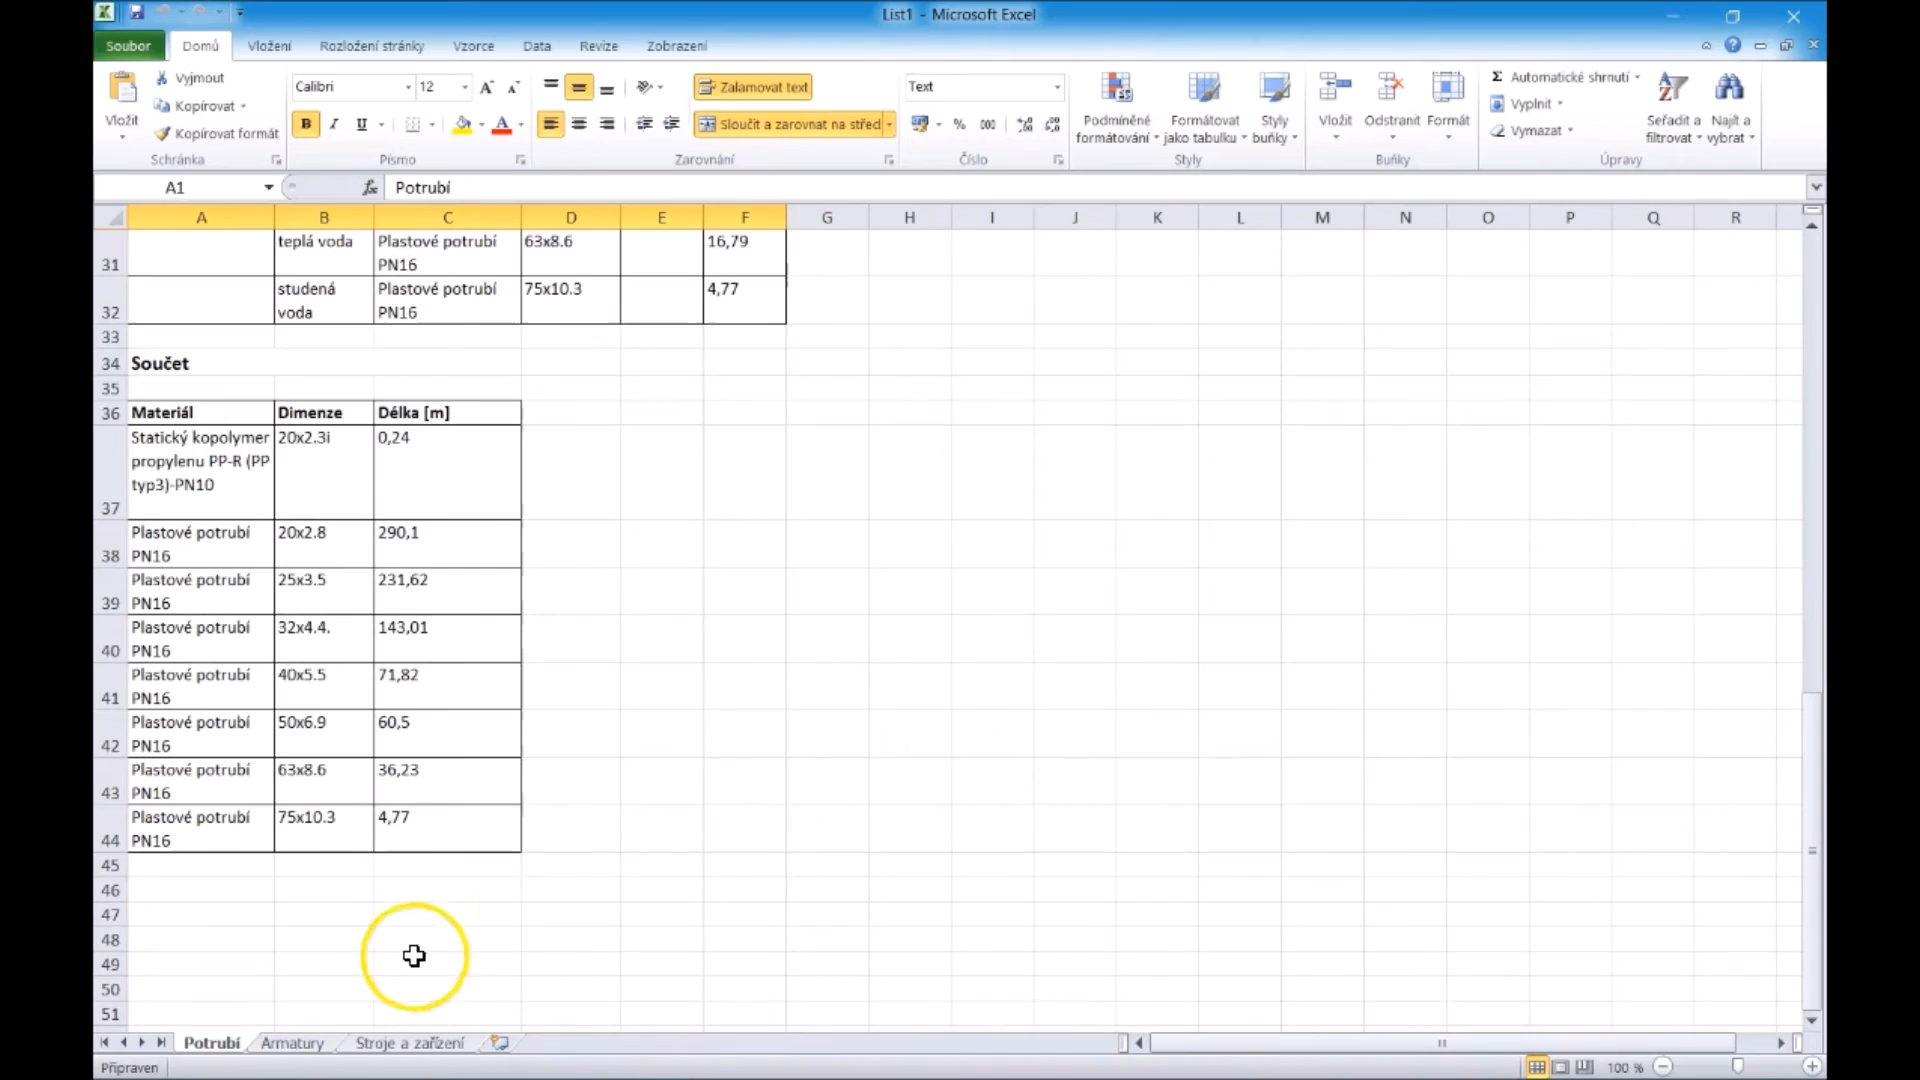 List1 - Microsoft Excel
Soubor Domů Vložení Rozložení stránky Vzorce Data Revize Zobrazení
Vložit
Vyjmout
Kopírovat
Kopírovat formát
Schránka
Calibri 12
B I U
Písmo
Zalamovat text
Sloučit a zarovnat na střed
Zarovnání
Text
% 000
Číslo
Podmíněné formátování
Formátovat jako tabulku
Styly buňky
Styly
Vložit Odstranit Formát
Buňky
Automatické shrnutí
Vyplnit
Vymazat
Seřadit a filtrovat
Najít a vybrat
Úpravy
A1 fx Potrubí
A B C D E F G H I J K L M N O P Q R
teplá voda Plastové potrubí 63x8.6 16,79
31 PN16
studená Plastové potrubí 75x10.3 4,77
32 voda PN16
33
34 Součet
35
36 Materiál Dimenze Délka [m]
Statický kopolymer 20x2.3i 0,24
propylenu PP-R (PP
typ3)-PN10
37
Plastové potrubí 20x2.8 290,1
38 PN16
Plastové potrubí 25x3.5 231,62
39 PN16
Plastové potrubí 32x4.4. 143,01
40 PN16
Plastové potrubí 40x5.5 71,82
41 PN16
Plastové potrubí 50x6.9 60,5
42 PN16
Plastové potrubí 63x8.6 36,23
43 PN16
Plastové potrubí 75x10.3 4,77
44 PN16
45
46
47
48
49
50
51
Potrubí Armatury Stroje a zařízení
Připraven 100 %